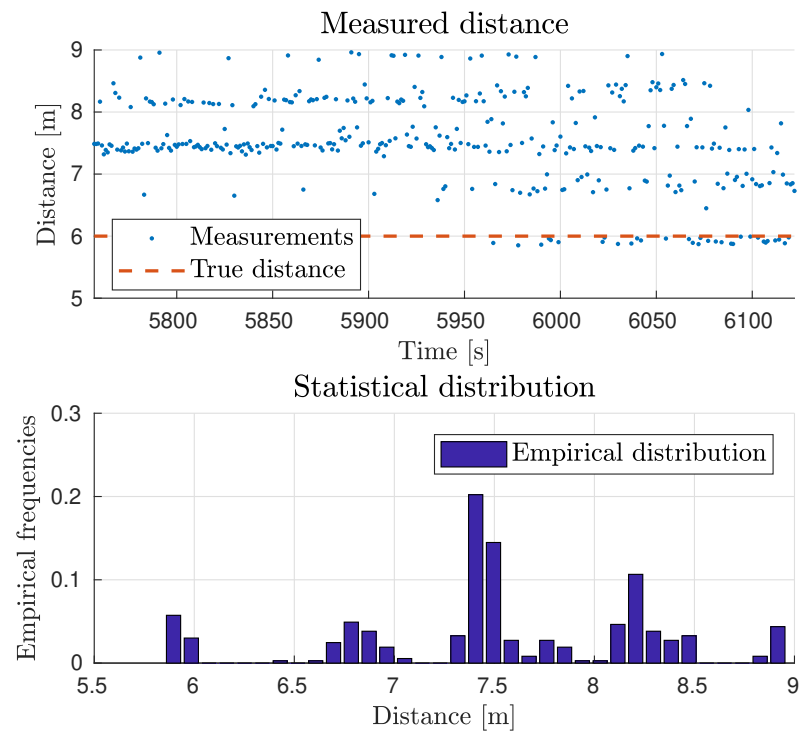 Measured distance
9
8
7
6
5
Distance [m]
Measurements
True distance
5800 5850 5900 5950 6000 6050 6100
Time [s]
Statistical distribution
0.3
0.2
0.1
0
Empirical frequencies
Empirical distribution
5.5 6 6.5 7 7.5 8 8.5 9
Distance [m]